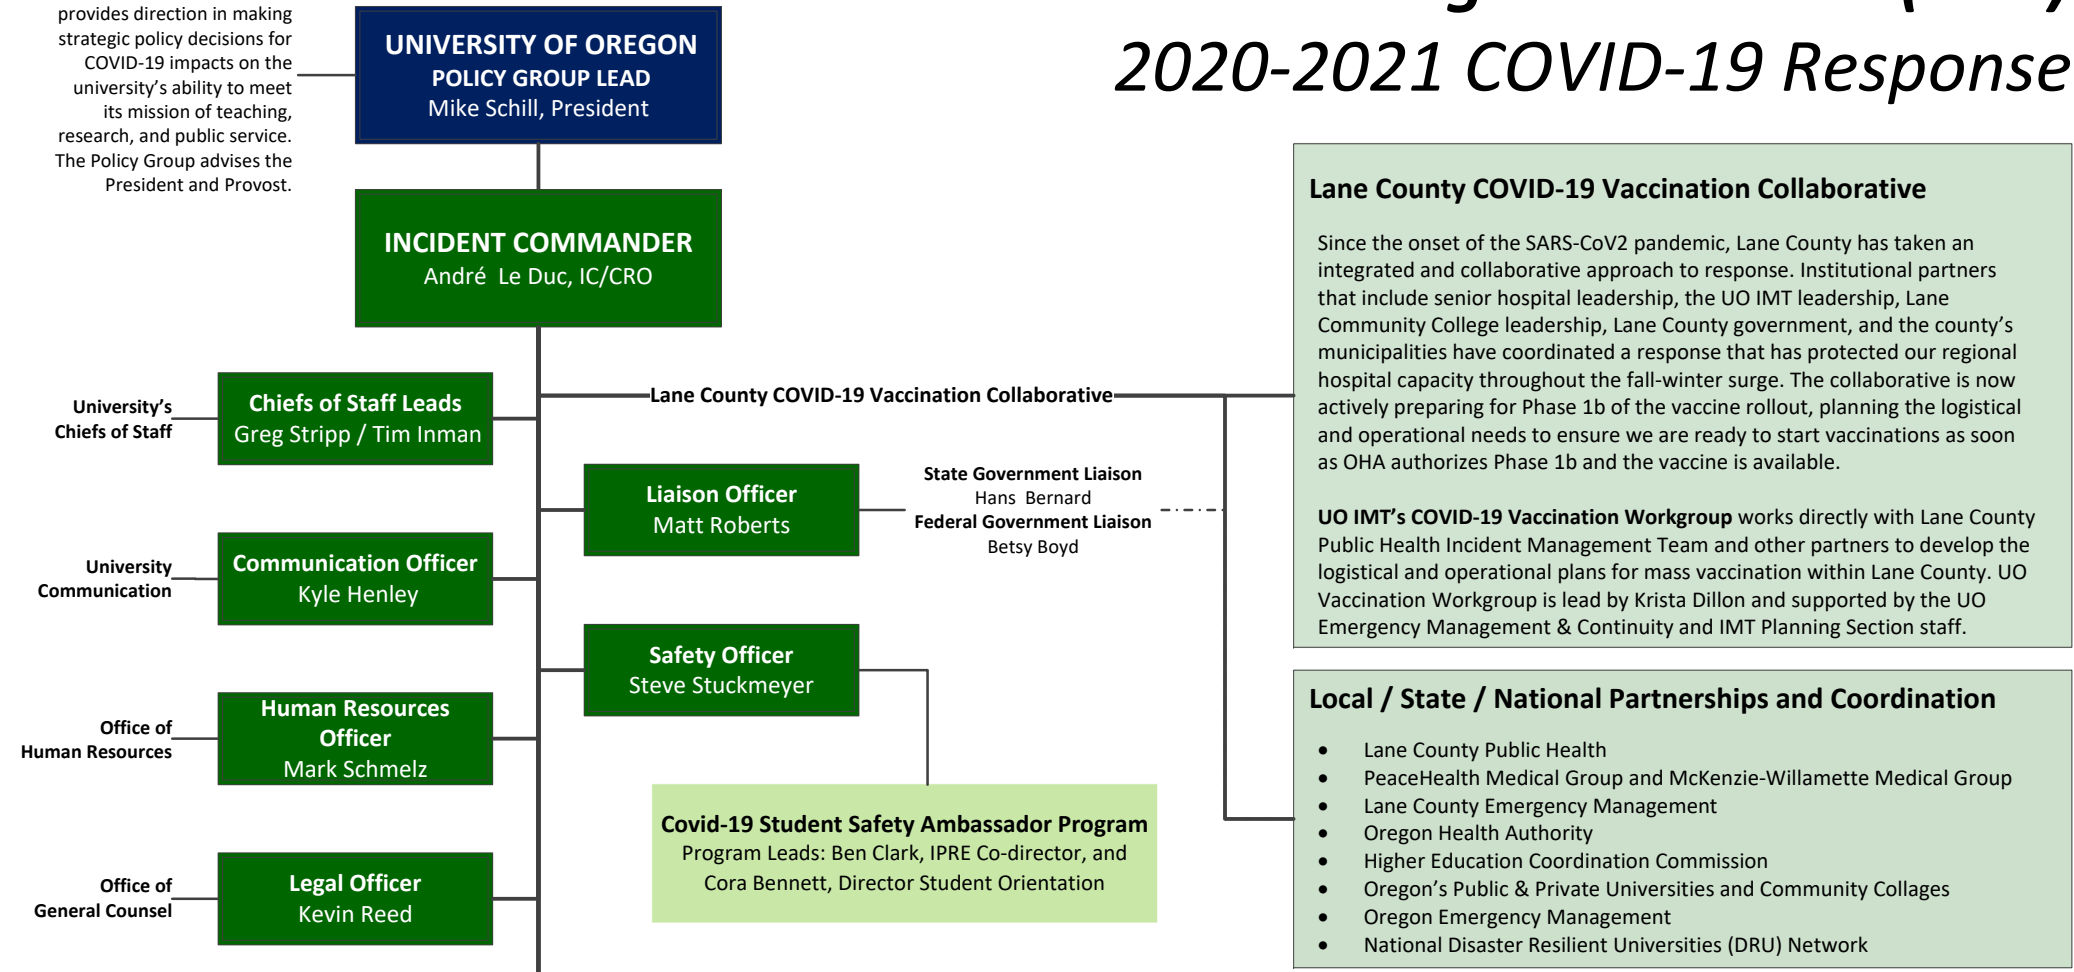 provides direction in making
strategic policy decisions for
COVID-19 impacts on the
university's ability to meet
its mission of teaching,
research, and public service.
The Policy Group advises the
President and Provost.
UNIVERSITY OF OREGON
POLICY GROUP LEAD
Mike Schill, President
2020-2021 COVID-19 Response
INCIDENT COMMANDER
André Le Duc, IC/CRO
University's
Chiefs of Staff
Chiefs of Staff Leads
Greg Stripp / Tim Inman
Lane County COVID-19 Vaccination Collaborative
Liaison Officer
Matt Roberts
State Government Liaison
Hans Bernard
Federal Government Liaison
Betsy Boyd
University
Communication
Communication Officer
Kyle Henley
Safety Officer
Steve Stuckmeyer
Office of
Human Resources
Human Resources
Officer
Mark Schmelz
Covid-19 Student Safety Ambassador Program
Program Leads: Ben Clark, IPRE Co-director, and
Cora Bennett, Director Student Orientation
Office of
General Counsel
Legal Officer
Kevin Reed
Lane County COVID-19 Vaccination Collaborative
Since the onset of the SARS-CoV2 pandemic, Lane County has taken an
integrated and collaborative approach to response. Institutional partners
that include senior hospital leadership, the UO IMT leadership, Lane
Community College leadership, Lane County government, and the county's
municipalities have coordinated a response that has protected our regional
hospital capacity throughout the fall-winter surge. The collaborative is now
actively preparing for Phase 1b of the vaccine rollout, planning the logistical
and operational needs to ensure we are ready to start vaccinations as soon
as OHA authorizes Phase 1b and the vaccine is available.
UO IMT's COVID-19 Vaccination Workgroup works directly with Lane County
Public Health Incident Management Team and other partners to develop the
logistical and operational plans for mass vaccination within Lane County. UO
Vaccination Workgroup is lead by Krista Dillon and supported by the UO
Emergency Management & Continuity and IMT Planning Section staff.
Local / State / National Partnerships and Coordination
• Lane County Public Health
• PeaceHealth Medical Group and McKenzie-Willamette Medical Group
• Lane County Emergency Management
• Oregon Health Authority
• Higher Education Coordination Commission
• Oregon's Public & Private Universities and Community Collages
• Oregon Emergency Management
• National Disaster Resilient Universities (DRU) Network